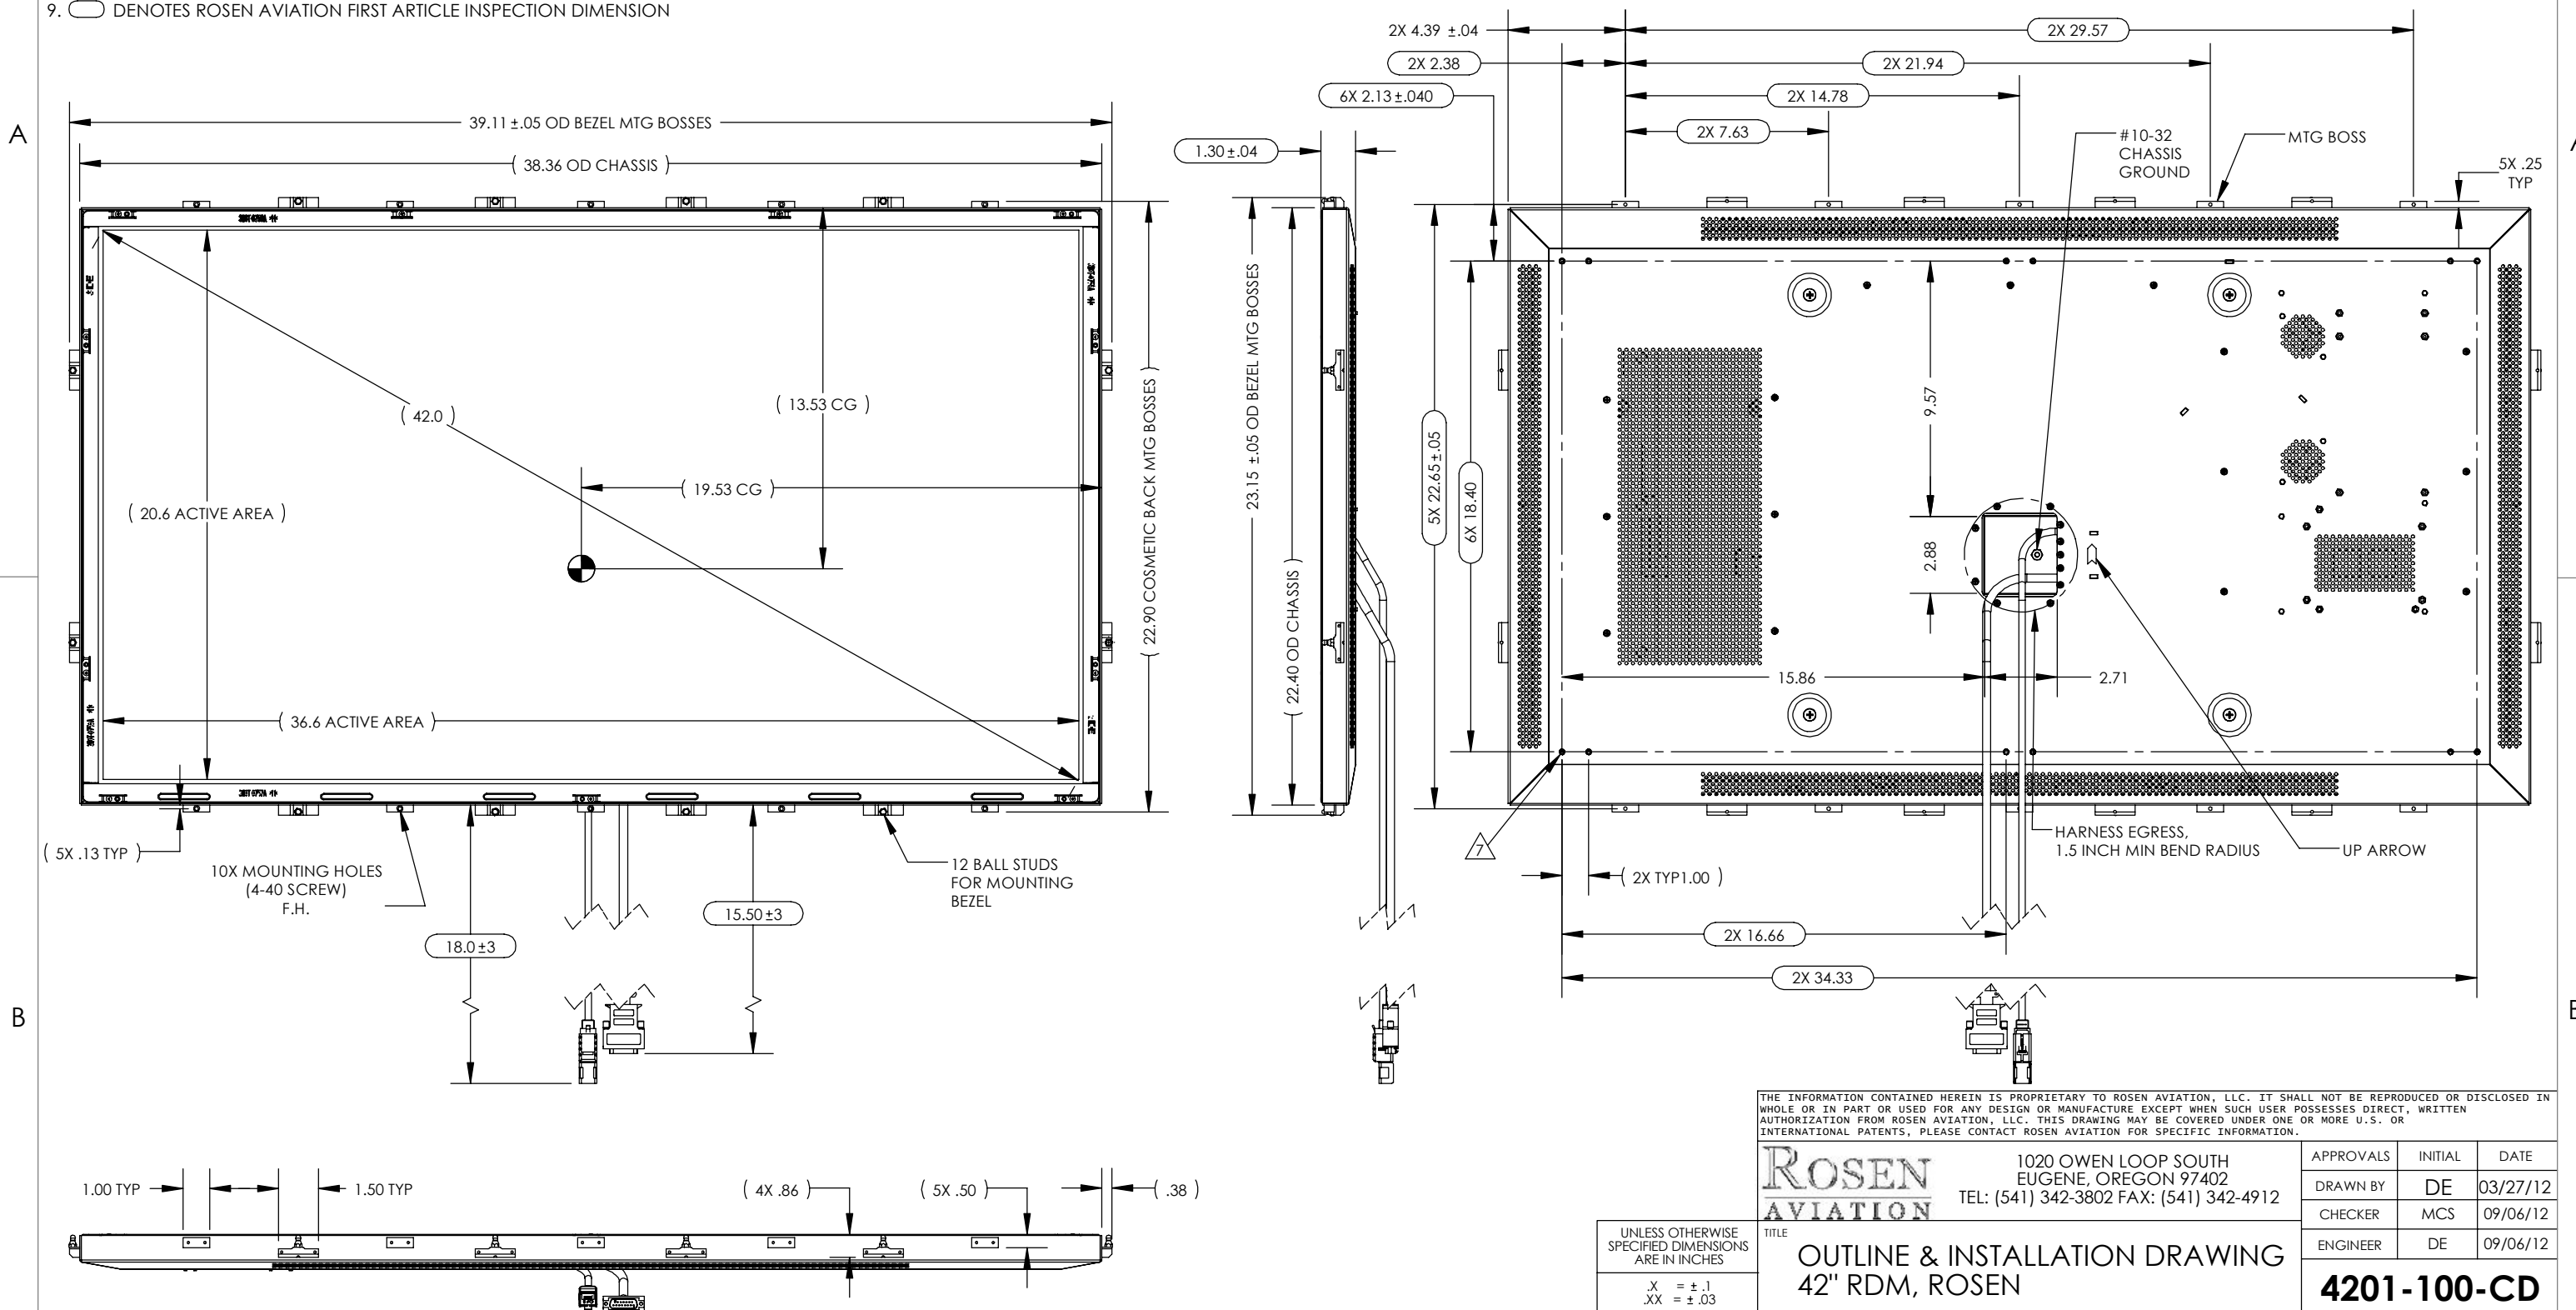 9. DENOTES ROSEN AVIATION FIRST ARTICLE INSPECTION DIMENSION
A
39.11 ±.05 OD BEZEL MTG BOSSES
( 38.36 OD CHASSIS )
( 42.0 )
( 13.53 CG )
( 19.53 CG )
( 20.6 ACTIVE AREA )
( 36.6 ACTIVE AREA )
( 22.90 COSMETIC BACK MTG BOSSES )
( 5X .13 TYP )
10X MOUNTING HOLES
(4-40 SCREW)
F.H.
12 BALL STUDS
FOR MOUNTING
BEZEL
18.0 ±3
15.50 ±3
1.30 ±.04
23.15 ±.05 OD BEZEL MTG BOSSES
( 22.40 OD CHASSIS )
2X 4.39 ±.04
2X 29.57
2X 2.38
2X 21.94
6X 2.13 ±.040
2X 14.78
2X 7.63
#10-32
CHASSIS
GROUND
MTG BOSS
5X .25
TYP
5X 22.65 ±.05
6X 18.40
9.57
2.88
15.86
2.71
7
HARNESS EGRESS,
1.5 INCH MIN BEND RADIUS
UP ARROW
( 2X TYP1.00 )
2X 16.66
2X 34.33
B
1.00 TYP
1.50 TYP
( 4X .86 )
( 5X .50 )
( .38 )
THE INFORMATION CONTAINED HEREIN IS PROPRIETARY TO ROSEN AVIATION, LLC. IT SHALL NOT BE REPRODUCED OR DISCLOSED IN
WHOLE OR IN PART OR USED FOR ANY DESIGN OR MANUFACTURE EXCEPT WHEN SUCH USER POSSESSES DIRECT, WRITTEN
AUTHORIZATION FROM ROSEN AVIATION, LLC. THIS DRAWING MAY BE COVERED UNDER ONE OR MORE U.S. OR
INTERNATIONAL PATENTS, PLEASE CONTACT ROSEN AVIATION FOR SPECIFIC INFORMATION.
ROSEN
AVIATION
1020 OWEN LOOP SOUTH
EUGENE, OREGON 97402
TEL: (541) 342-3802 FAX: (541) 342-4912
APPROVALS INITIAL DATE
DRAWN BY DE 03/27/12
CHECKER MCS 09/06/12
ENGINEER DE 09/06/12
UNLESS OTHERWISE
SPECIFIED DIMENSIONS
ARE IN INCHES
.X = ± .1
.XX = ± .03
TITLE
OUTLINE & INSTALLATION DRAWING
42" RDM, ROSEN
4201-100-CD